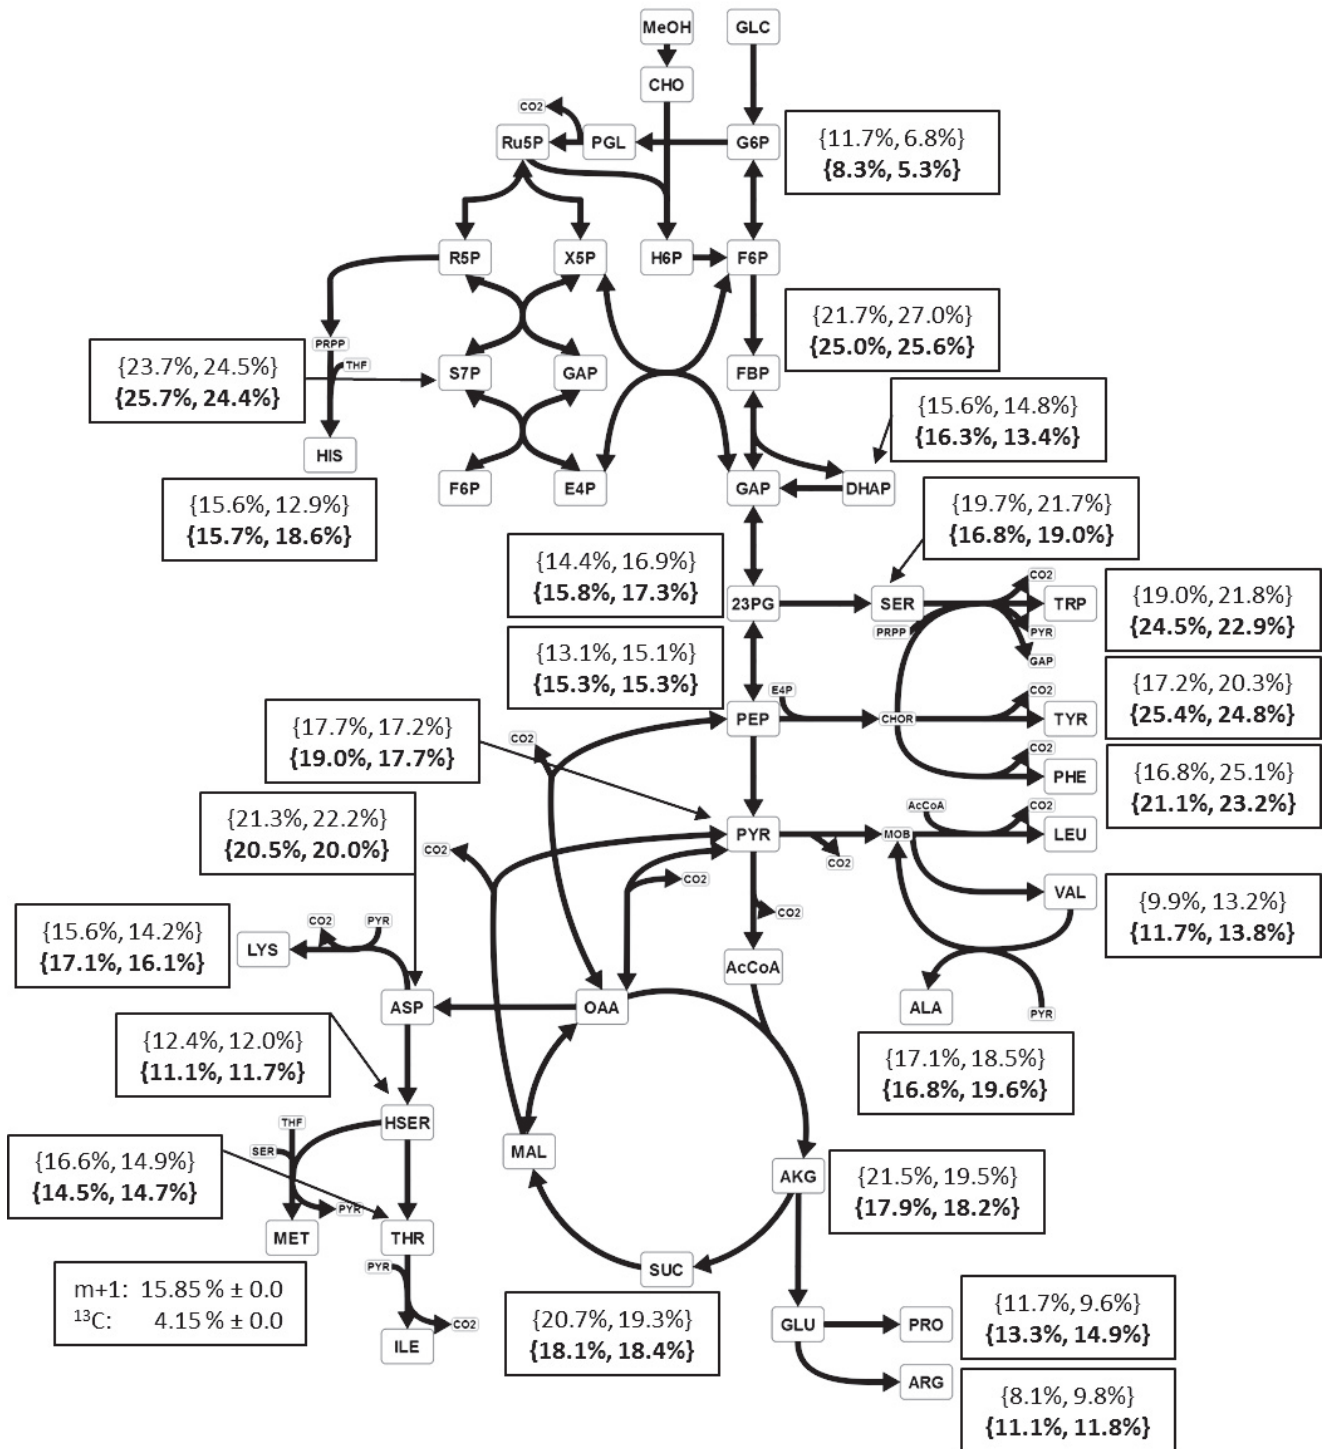 MeOH
GLC
CHO
CO2
Ru5P
PGL
G6P
{11.7%, 6.8%}
{8.3%, 5.3%}
R5P
X5P
H6P
F6P
{21.7%, 27.0%}
{25.0%, 25.6%}
PRPP
THF
{23.7%, 24.5%}
{25.7%, 24.4%}
S7P
GAP
FBP
{15.6%, 14.8%}
{16.3%, 13.4%}
HIS
F6P
E4P
GAP
DHAP
{15.6%, 12.9%}
{15.7%, 18.6%}
{19.7%, 21.7%}
{16.8%, 19.0%}
{14.4%, 16.9%}
{15.8%, 17.3%}
23PG
SER
CO2
TRP
PRPP
PYR
GAP
{19.0%, 21.8%}
{24.5%, 22.9%}
{13.1%, 15.1%}
{15.3%, 15.3%}
PEP
E4P
CHOR
CO2
TYR
{17.2%, 20.3%}
{25.4%, 24.8%}
{17.7%, 17.2%}
{19.0%, 17.7%}
CO2
CO2
PHE
{16.8%, 25.1%}
{21.1%, 23.2%}
{21.3%, 22.2%}
{20.5%, 20.0%}
CO2
PYR
CO2
MOB
AcCoA
CO2
LEU
CO2
VAL
{9.9%, 13.2%}
{11.7%, 13.8%}
{15.6%, 14.2%}
{17.1%, 16.1%}
LYS
CO2
PYR
CO2
AcCoA
ASP
OAA
ALA
PYR
{12.4%, 12.0%}
{11.1%, 11.7%}
{17.1%, 18.5%}
{16.8%, 19.6%}
HSER
THF
SER
MAL
{16.6%, 14.9%}
{14.5%, 14.7%}
PYR
AKG
{21.5%, 19.5%}
{17.9%, 18.2%}
MET
THR
PYR
SUC
m+1: 15.85 % ± 0.0
13C: 4.15 % ± 0.0
CO2
ILE
{20.7%, 19.3%}
{18.1%, 18.4%}
GLU
PRO
{11.7%, 9.6%}
{13.3%, 14.9%}
ARG
{8.1%, 9.8%}
{11.1%, 11.8%}